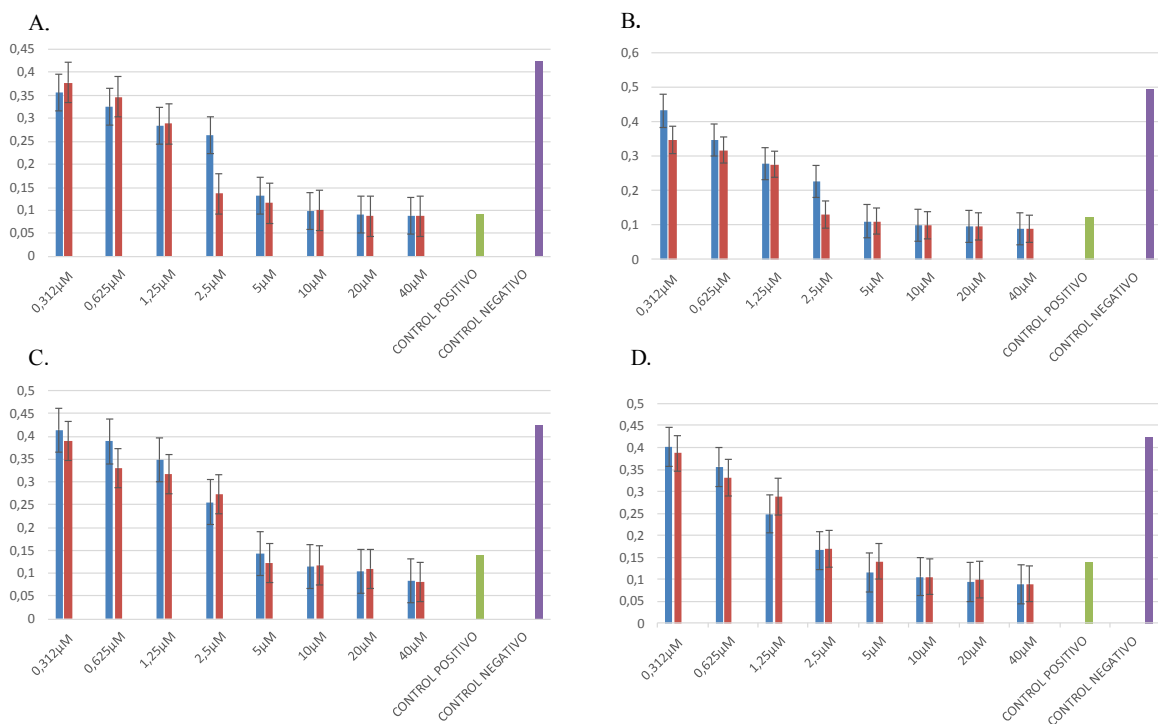 A.
0,45
0,4
0,35
0,3
0,25
0,2
0,15
0,1
0,05
0
0,312µM
0,625µM
1,25µM
2,5µM
5µM
10µM
20µM
40µM
CONTROL POSITIVO
CONTROL NEGATIVO
B.
0,6
0,5
0,4
0,3
0,2
0,1
0
0,312µM
0,625µM
1,25µM
2,5µM
5µM
10µM
20µM
40µM
CONTROL POSITIVO
CONTROL NEGATIVO
C.
0,5
0,45
0,4
0,35
0,3
0,25
0,2
0,15
0,1
0,05
0
0,312µM
0,625µM
1,25µM
2,5µM
5µM
10µM
20µM
40µM
CONTROL POSITIVO
CONTROL NEGATIVO
D.
0,5
0,45
0,4
0,35
0,3
0,25
0,2
0,15
0,1
0,05
0
0,312µM
0,625µM
1,25µM
2,5µM
5µM
10µM
20µM
40µM
CONTROL POSITIVO
CONTROL NEGATIVO